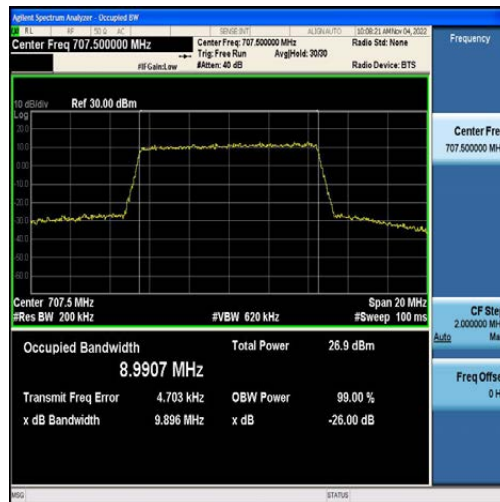 Agilent Spectrum Analyzer - Occupied BW
RL RF 50 Ω AC SENSE:INT ALIGNAUTO 10:08:21 AM Nov 04, 2022
Center Freq 707.500000 MHz Center Freq: 707.500000 MHz Radio Std: None Frequency
Trig: Free Run Avg|Hold: 30/30
#IFGain:Low #Atten: 40 dB Radio Device: BTS
10 dB/div Ref 30.00 dBm
Log
20.0
10.0
0.00
-10.0
-20.0
-30.0
-40.0
-50.0
-60.0
Center Fre
707.500000 MH
Center 707.5 MHz Span 20 MHz
#Res BW 200 kHz #VBW 620 kHz #Sweep 100 ms
CF Ste
2.000000 MH
Auto Ma
Occupied Bandwidth Total Power 26.9 dBm
8.9907 MHz
Transmit Freq Error 4.703 kHz OBW Power 99.00 %
x dB Bandwidth 9.896 MHz x dB -26.00 dB
Freq Offse
0 H
MSG STATUS